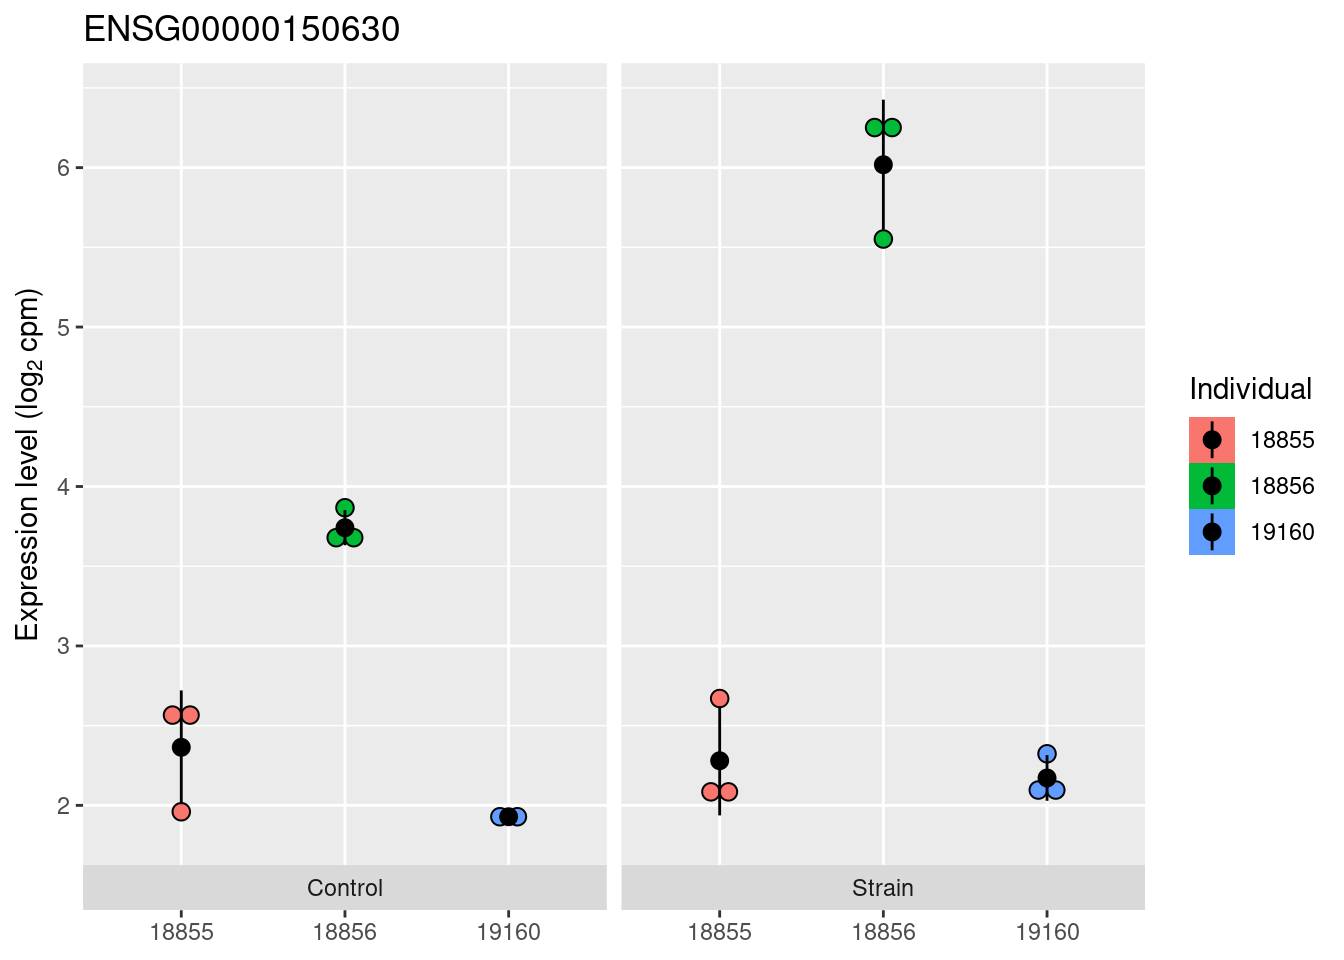 ENSG00000150630
Expression level (log₂ cpm)
6
5
4
3
2
Control
Strain
18855
18856
19160
18855
18856
19160
Individual
18855
18856
19160